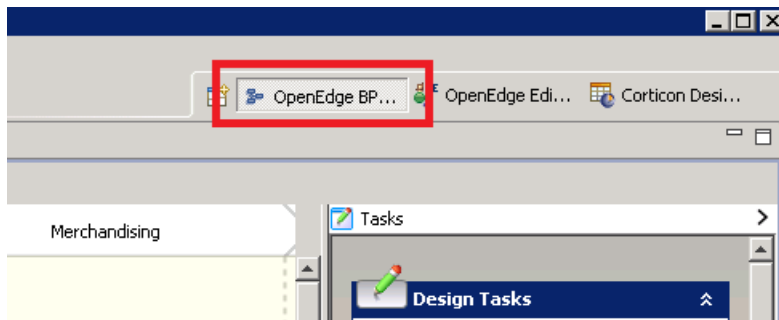 OpenEdge BP... OpenEdge Edi... Corticon Desi...
Merchandising
Tasks
Design Tasks